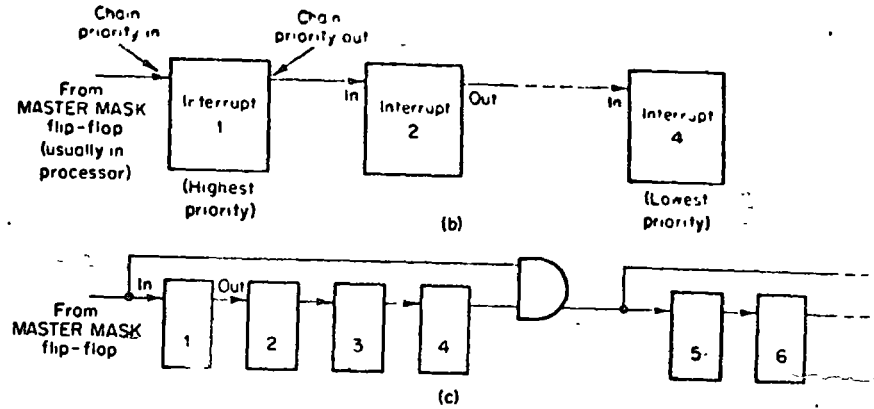 Chain
priority in
Chain
priority out
From
MASTER MASK
flip-flop
(usually in
processor)
Interrupt
1
(Highest
priority)
In
Interrupt
2
Out
In
Interrupt
4
(Lowest
priority)
(b)
From
MASTER MASK
flip-flop
In
Out
1
2
3
4
5
6
(c)